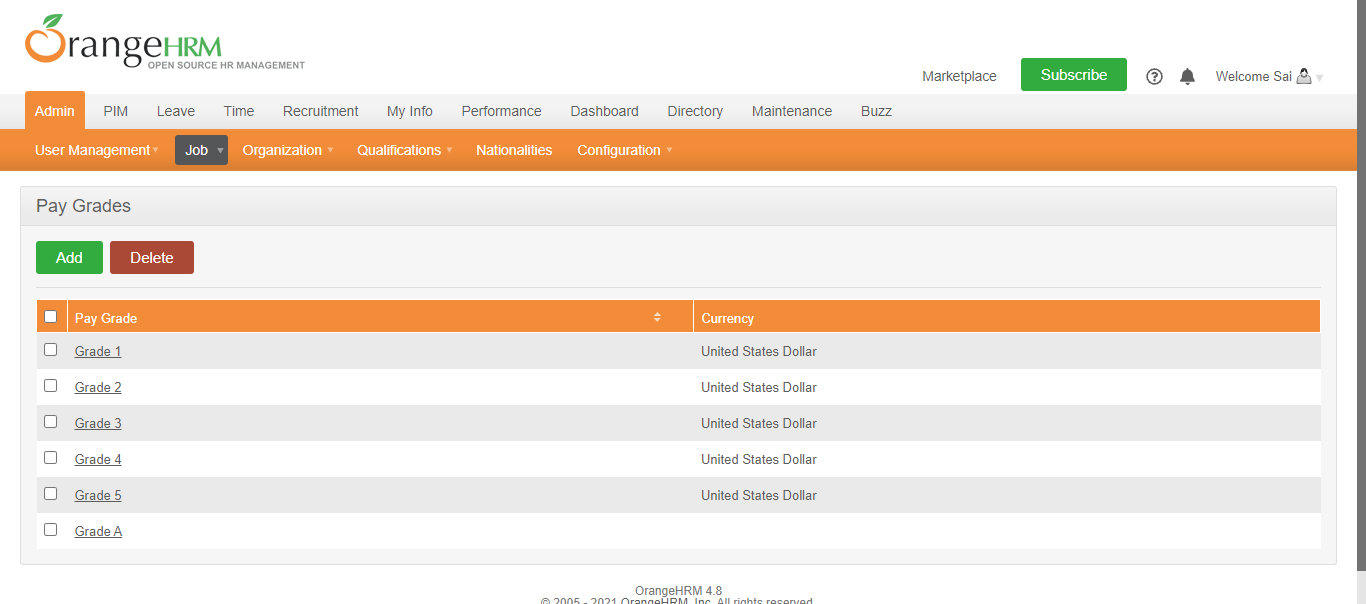 OrangeHRM
OPEN SOURCE HR MANAGEMENT
Marketplace Subscribe ? Welcome Sai
Admin PIM Leave Time Recruitment My Info Performance Dashboard Directory Maintenance Buzz
User Management Job Organization Qualifications Nationalities Configuration
Pay Grades
Add Delete
Pay Grade Currency
Grade 1 United States Dollar
Grade 2 United States Dollar
Grade 3 United States Dollar
Grade 4 United States Dollar
Grade 5 United States Dollar
Grade A
OrangeHRM 4.8
© 2005 - 2021 OrangeHRM, Inc. All rights reserved.